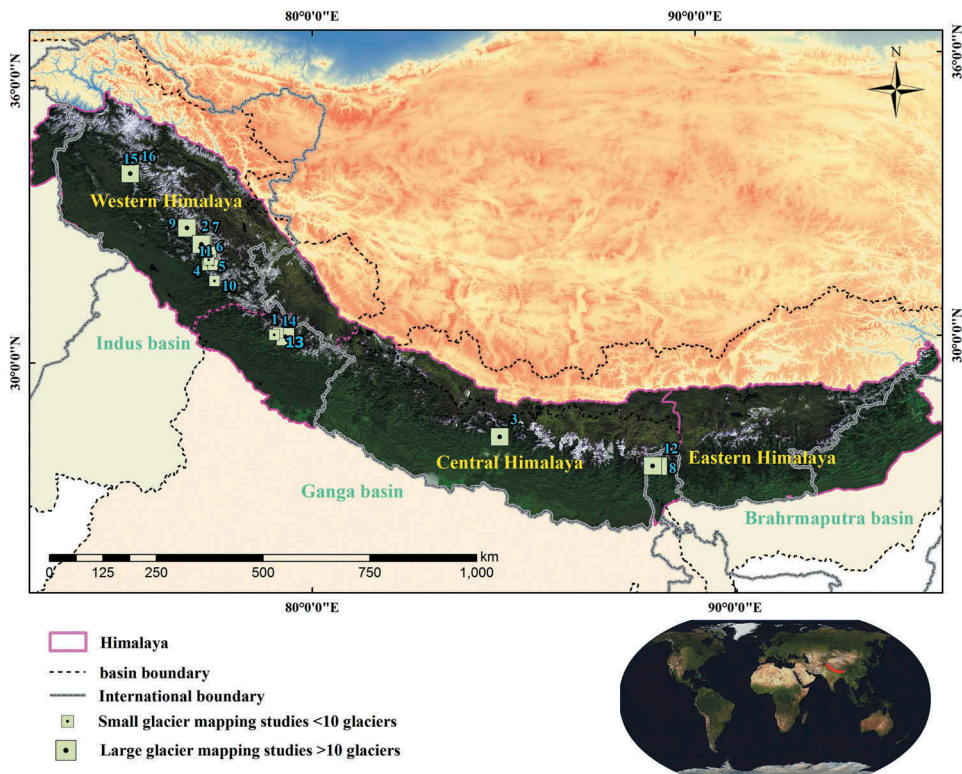 80°0'0"E 90°0'0"E
36°0'0"N 36°0'0"N
N
15 16
Western Himalaya
9 2 7
6
11
4 5
10
1 14
13
Indus basin
30°0'0"N 30°0'0"N
3
12
Central Himalaya Eastern Himalaya
8
Ganga basin
Brahrmaputra basin
km
0 125 250 500 750 1,000
80°0'0"E 90°0'0"E
Himalaya
basin boundary
International boundary
Small glacier mapping studies <10 glaciers
Large glacier mapping studies >10 glaciers